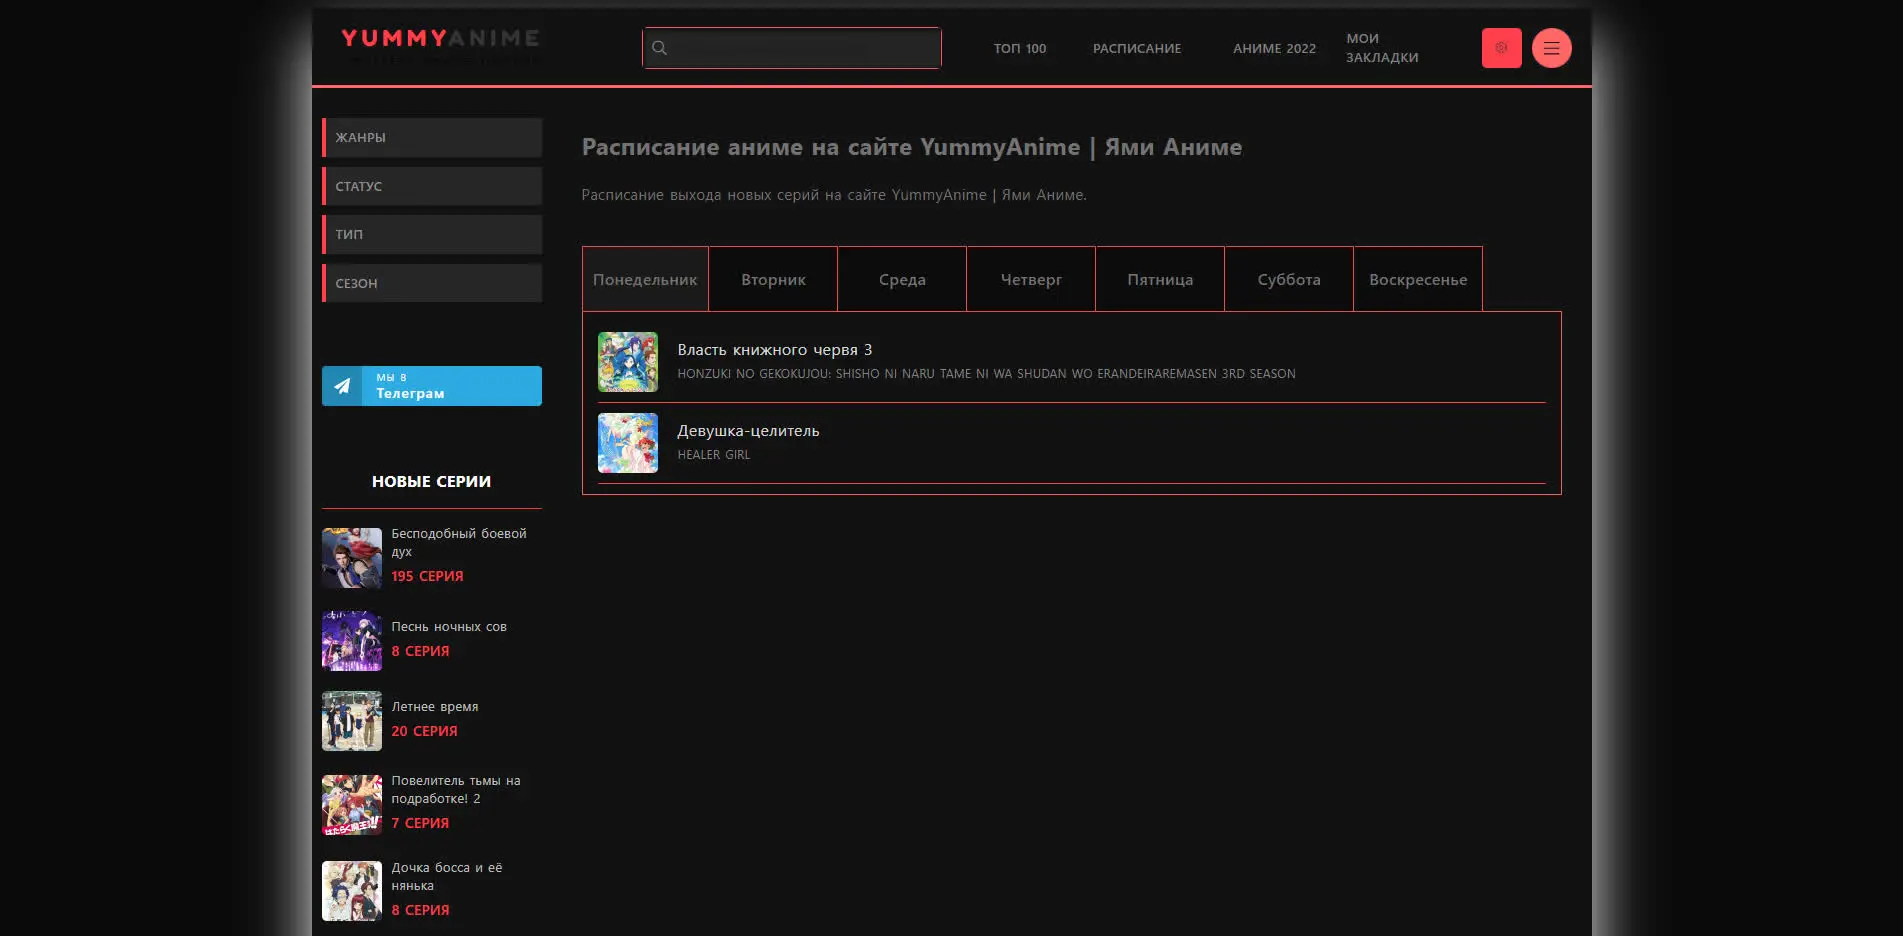 YUMMYANIME
ТОП 100
РАСПИСАНИЕ
АНИМЕ 2022
МОИ
ЗАКЛАДКИ
ЖАНРЫ
СТАТУС
ТИП
СЕЗОН
МЫ В
Телеграм
НОВЫЕ СЕРИИ
Бесподобный боевой
дух
195 СЕРИЯ
Песнь ночных сов
8 СЕРИЯ
Летнее время
20 СЕРИЯ
Повелитель тьмы на
подработке! 2
7 СЕРИЯ
Дочка босса и её
нянька
8 СЕРИЯ
Расписание аниме на сайте YummyAnime | Ями Аниме
Расписание выхода новых серий на сайте YummyAnime | Ями Аниме.
Понедельник
Вторник
Среда
Четверг
Пятница
Суббота
Воскресенье
Власть книжного червя 3
HONZUKI NO GEKOKUJOU: SHISHO NI NARU TAME NI WA SHUDAN WO ERANDEIRAREMASEN 3RD SEASON
Девушка-целитель
HEALER GIRL